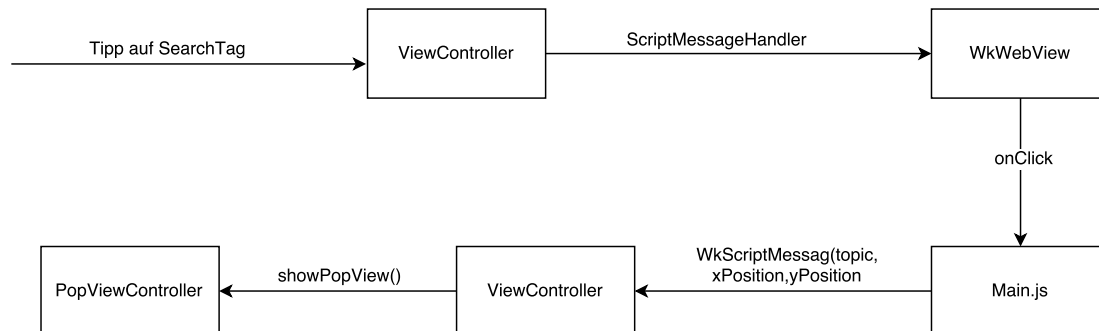 Tipp auf SearchTag
ViewController
ScriptMessageHandler
WkWebView
onClick
PopViewController
showPopView()
ViewController
WkScriptMessag(topic,
xPosition,yPosition
Main.js